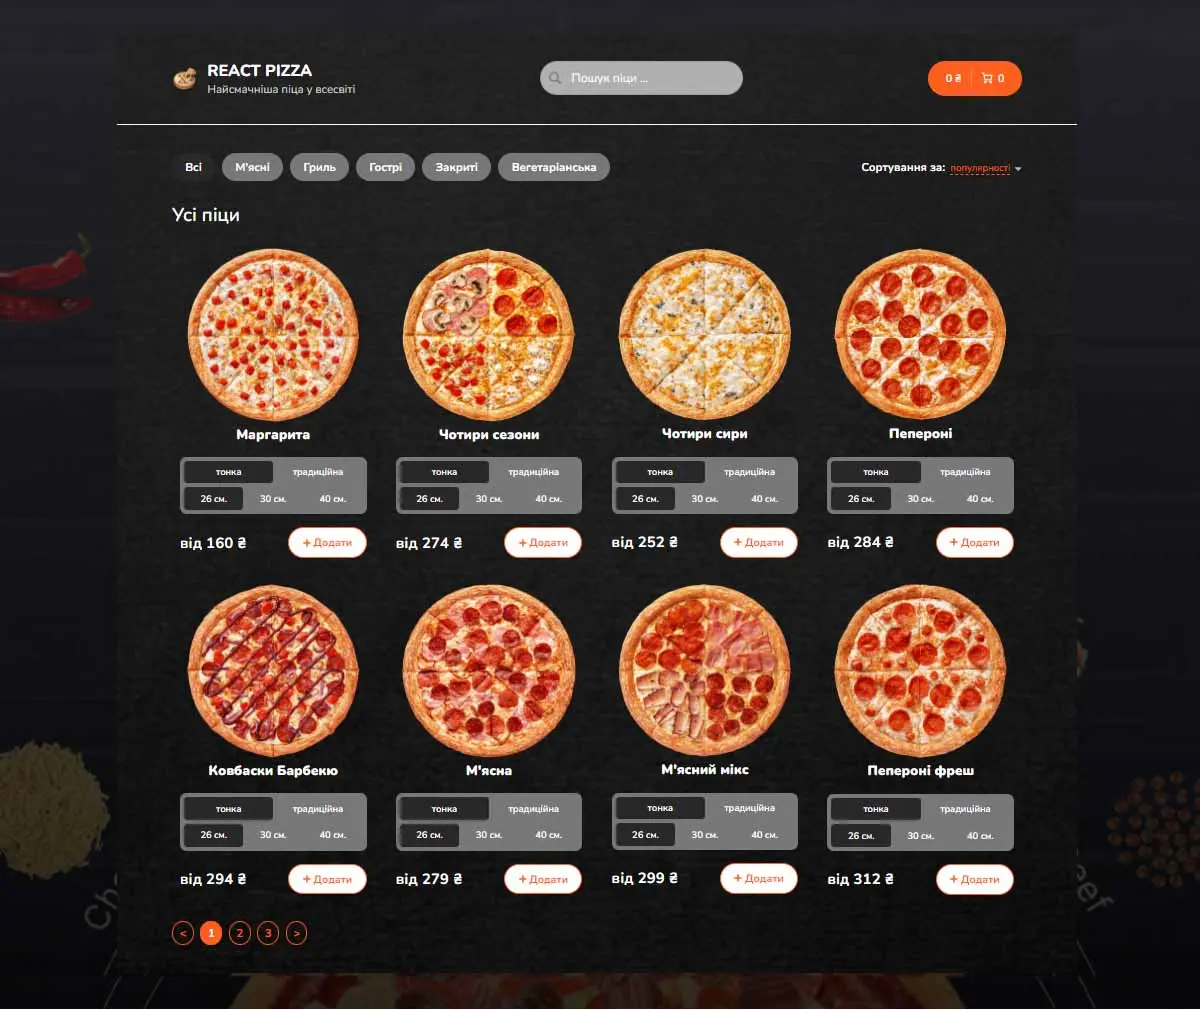 REACT PIZZA
Найсмачніша піца у всесвіті
Пошук піци ...
0 ₴ 0
Всі М'ясні Гриль Гострі Закриті Вегетаріанська
Сортування за: популярності
Усі піци
Маргарита Чотири сезони Чотири сири Пепероні
тонка традиційна тонка традиційна тонка традиційна тонка традиційна
26 см. 30 см. 40 см. 26 см. 30 см. 40 см. 26 см. 30 см. 40 см. 26 см. 30 см. 40 см.
від 160 ₴ + Додати від 274 ₴ + Додати від 252 ₴ + Додати від 284 ₴ + Додати
Ковбаски Барбекю М'ясна М'ясний мікс Пепероні фреш
тонка традиційна тонка традиційна тонка традиційна тонка традиційна
26 см. 30 см. 40 см. 26 см. 30 см. 40 см. 26 см. 30 см. 40 см. 26 см. 30 см. 40 см.
від 294 ₴ + Додати від 279 ₴ + Додати від 299 ₴ + Додати від 312 ₴ + Додати
< 1 2 3 >